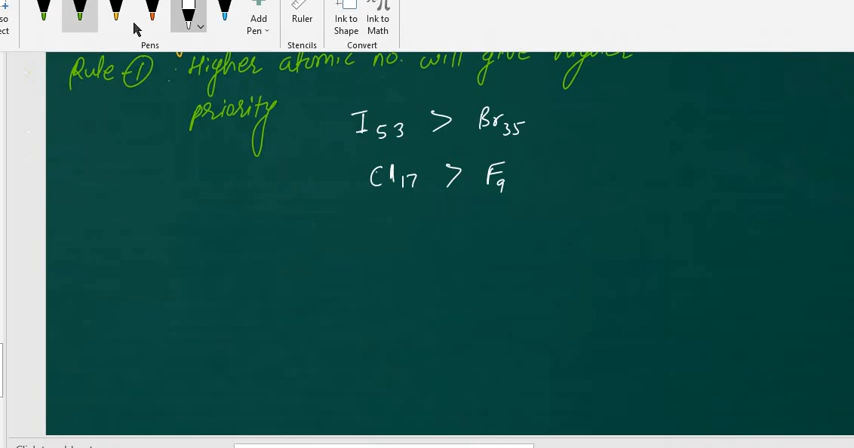 Add Pen
Ruler
Ink to Shape
Ink to Math
Pens
Stencils
Convert
Rule-① : Higher atomic no. will give higher
priority
I53 > Br35
Cl17 > F9